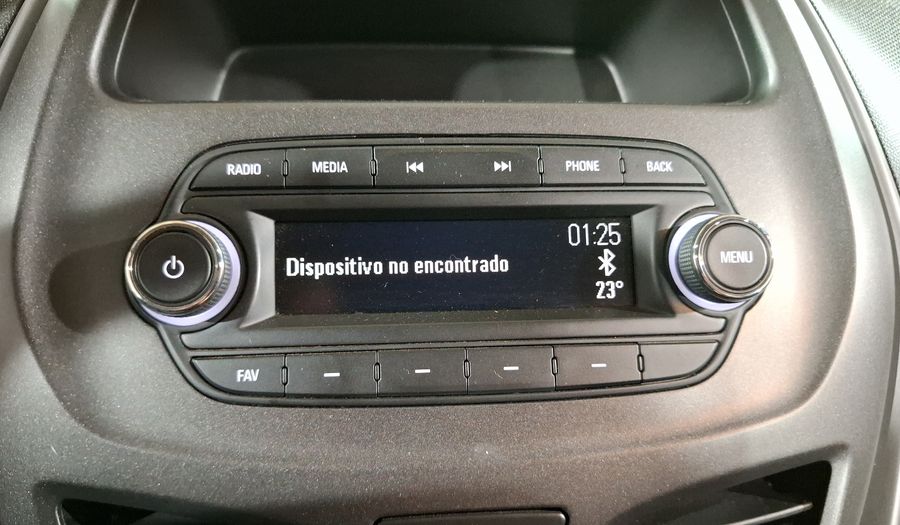 RADIO MEDIA PHONE BACK
01:25
Dispositivo no encontrado
23°
MENU
FAV